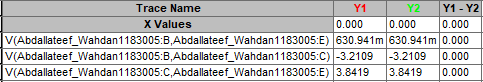 Trace Name Y1 Y2 Y1 - Y2
X Values 0.000 0.000 0.000
V(Abdallateef_Wahdan1183005:B,Abdallateef_Wahdan1183005:E) 630.941m 630.941m 0.000
V(Abdallateef_Wahdan1183005:B,Abdallateef_Wahdan1183005:C) -3.2109 -3.2109 0.000
V(Abdallateef_Wahdan1183005:C,Abdallateef_Wahdan1183005:E) 3.8419 3.8419 0.000